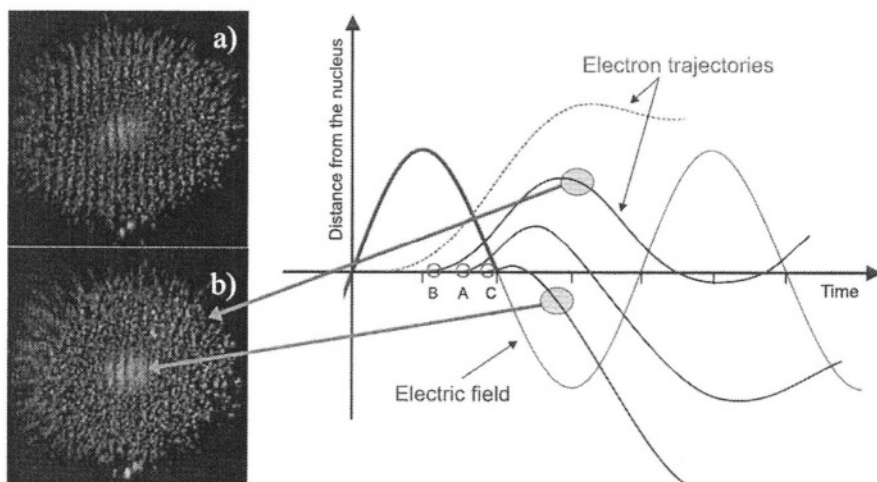 a)
b)
Distance from the nucleus
Electron trajectories
B A C
Time
Electric field